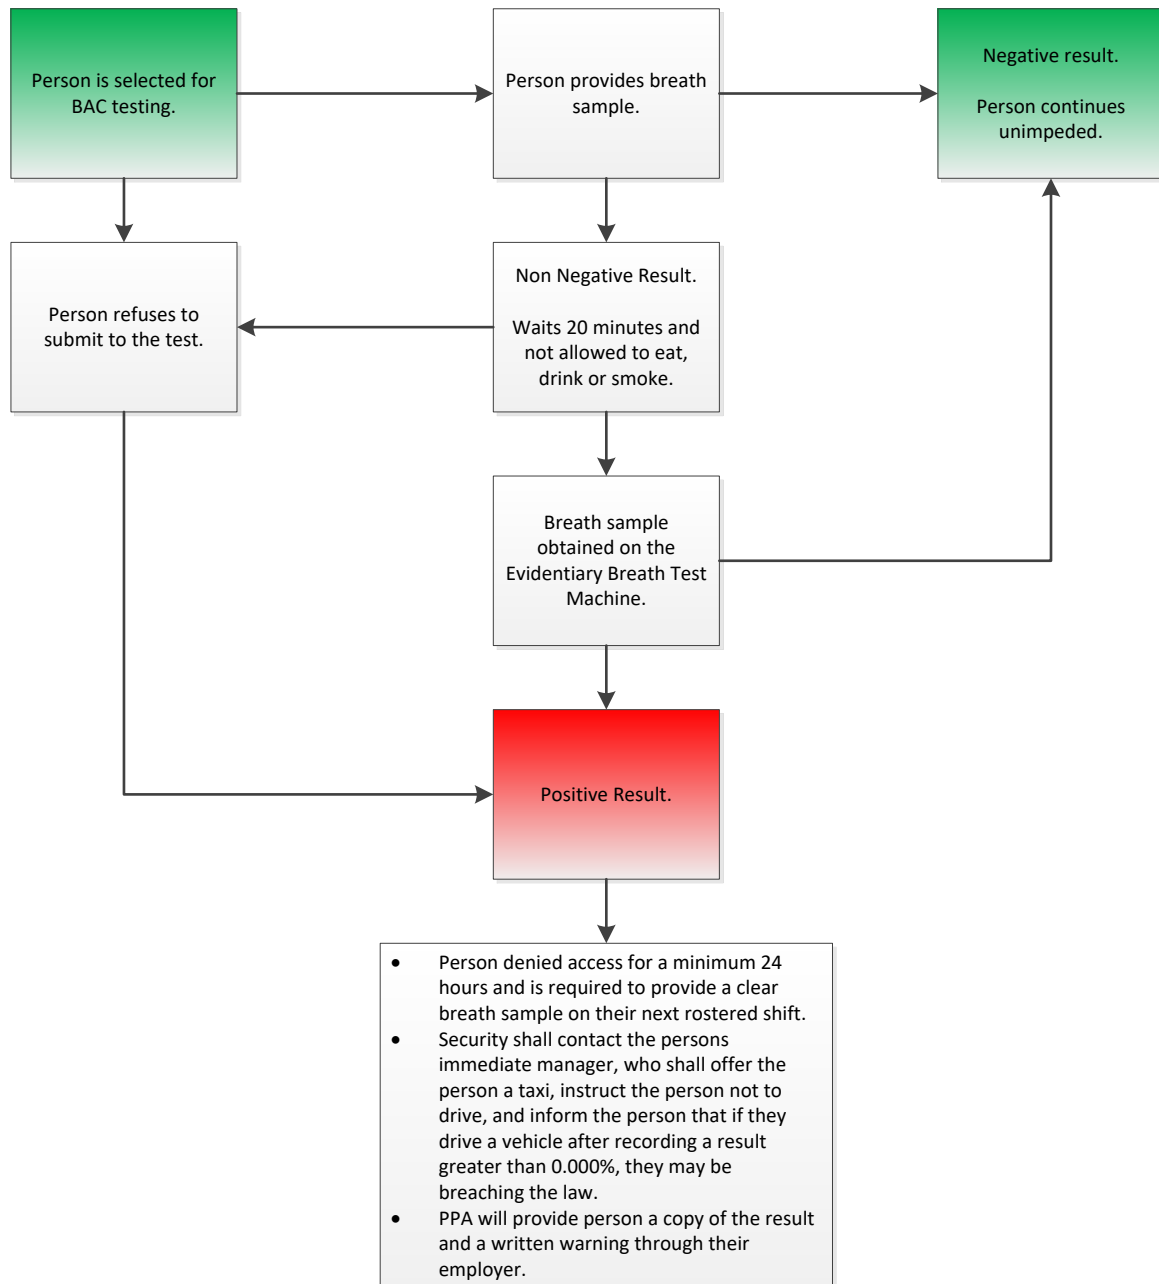 Person is selected for
BAC testing.
Person provides breath
sample.
Negative result.
Person continues
unimpeded.
Person refuses to
submit to the test.
Non Negative Result.
Waits 20 minutes and
not allowed to eat,
drink or smoke.
Breath sample
obtained on the
Evidentiary Breath Test
Machine.
Positive Result.
• Person denied access for a minimum 24
hours and is required to provide a clear
breath sample on their next rostered shift.
• Security shall contact the persons
immediate manager, who shall offer the
person a taxi, instruct the person not to
drive, and inform the person that if they
drive a vehicle after recording a result
greater than 0.000%, they may be
breaching the law.
• PPA will provide person a copy of the result
and a written warning through their
employer.